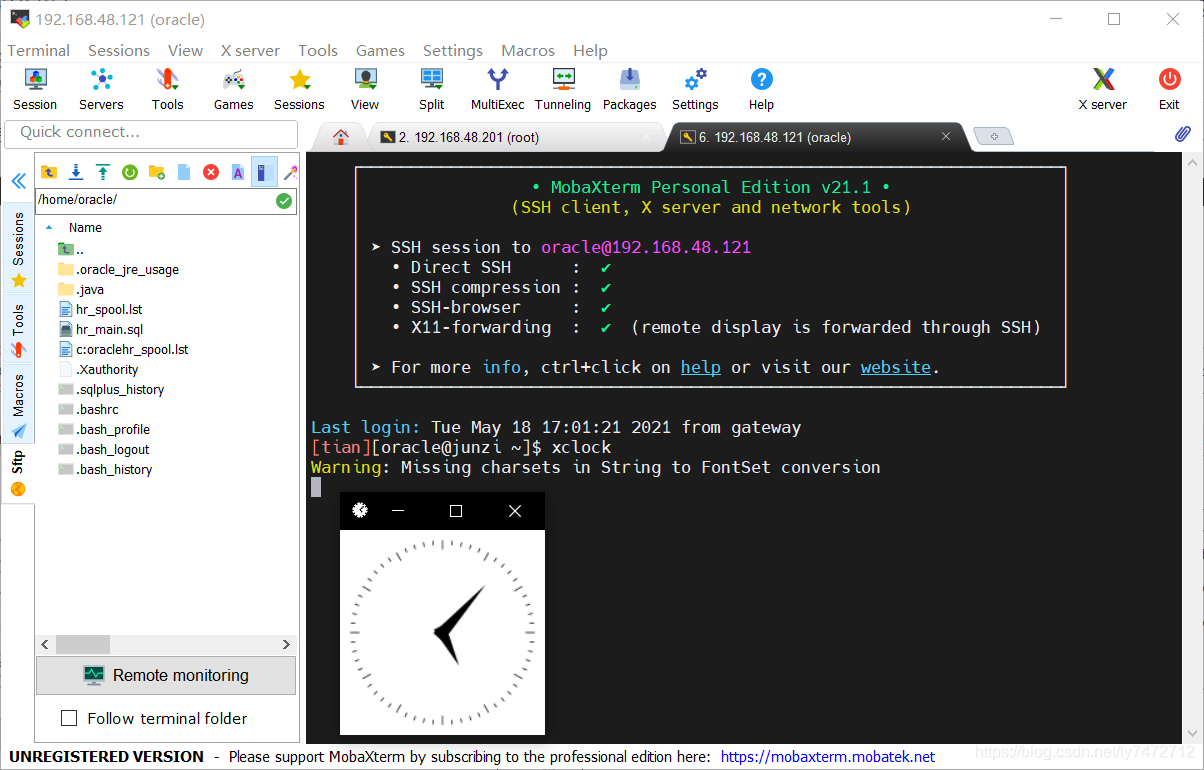 192.168.48.121 (oracle)
Terminal Sessions View X server Tools Games Settings Macros Help
Session Servers Tools Games Sessions View Split MultiExec Tunneling Packages Settings Help X server Exit
Quick connect...
2. 192.168.48.201 (root)
6. 192.168.48.121 (oracle)
/home/oracle/
Name
..
.oracle_jre_usage
.java
hr_spool.lst
hr_main.sql
c:oraclehr_spool.lst
.Xauthority
.sqlplus_history
.bashrc
.bash_profile
.bash_logout
.bash_history
Sessions
Tools
Macros
Sftp
Remote monitoring
Follow terminal folder
• MobaXterm Personal Edition v21.1 •
(SSH client, X server and network tools)
➤ SSH session to oracle@192.168.48.121
• Direct SSH : ✔
• SSH compression : ✔
• SSH-browser : ✔
• X11-forwarding : ✔ (remote display is forwarded through SSH)
➤ For more info, ctrl+click on help or visit our website.
Last login: Tue May 18 17:01:21 2021 from gateway
[tian][oracle@junzi ~]$ xclock
Warning: Missing charsets in String to FontSet conversion
UNREGISTERED VERSION - Please support MobaXterm by subscribing to the professional edition here: https://mobaxterm.mobatek.net
https://blog.csdn.net/ly7472712